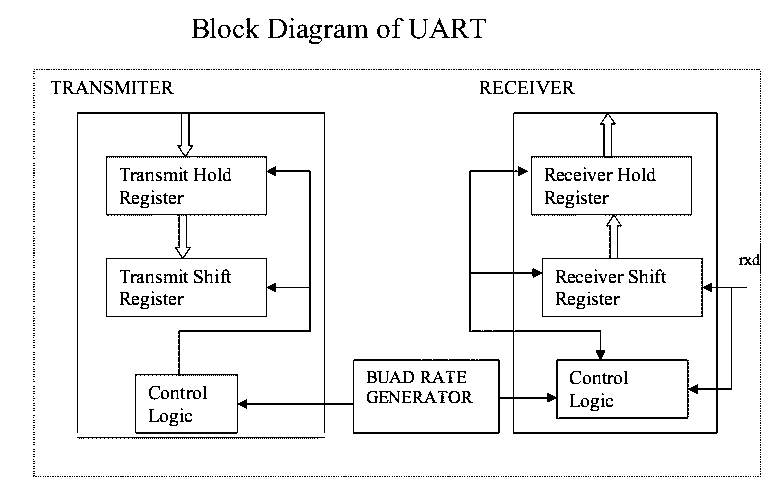 Block Diagram of UART
TRANSMITER
RECEIVER
Transmit Hold
Register
Receiver Hold
Register
Transmit Shift
Register
Receiver Shift
Register
rxd
Control
Logic
BUAD RATE
GENERATOR
Control
Logic